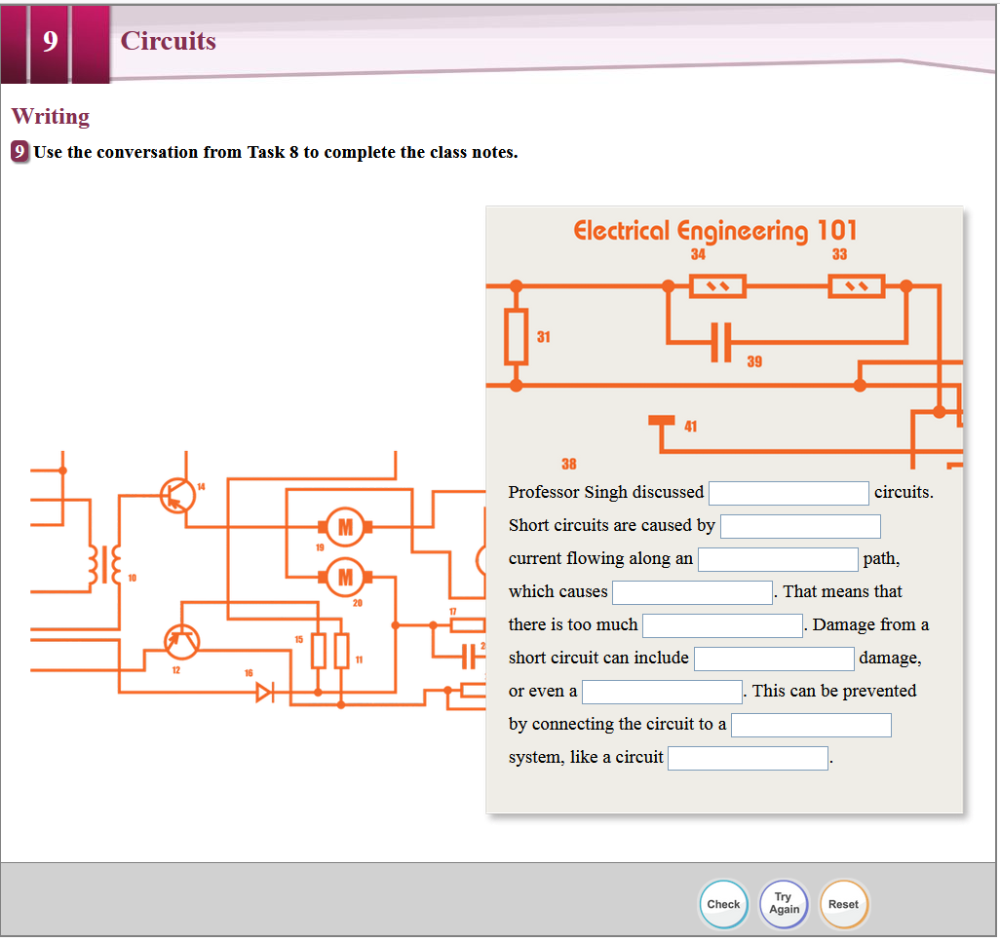 9 Circuits
Writing
9 Use the conversation from Task 8 to complete the class notes.
Electrical Engineering 101
34 33
31
39
41
38
14
M
19
10
M
20
17
15
11
2
12
16
Professor Singh discussed circuits.
Short circuits are caused by
current flowing along an path,
which causes . That means that
there is too much . Damage from a
short circuit can include damage,
or even a . This can be prevented
by connecting the circuit to a
system, like a circuit .
Check Try Again Reset